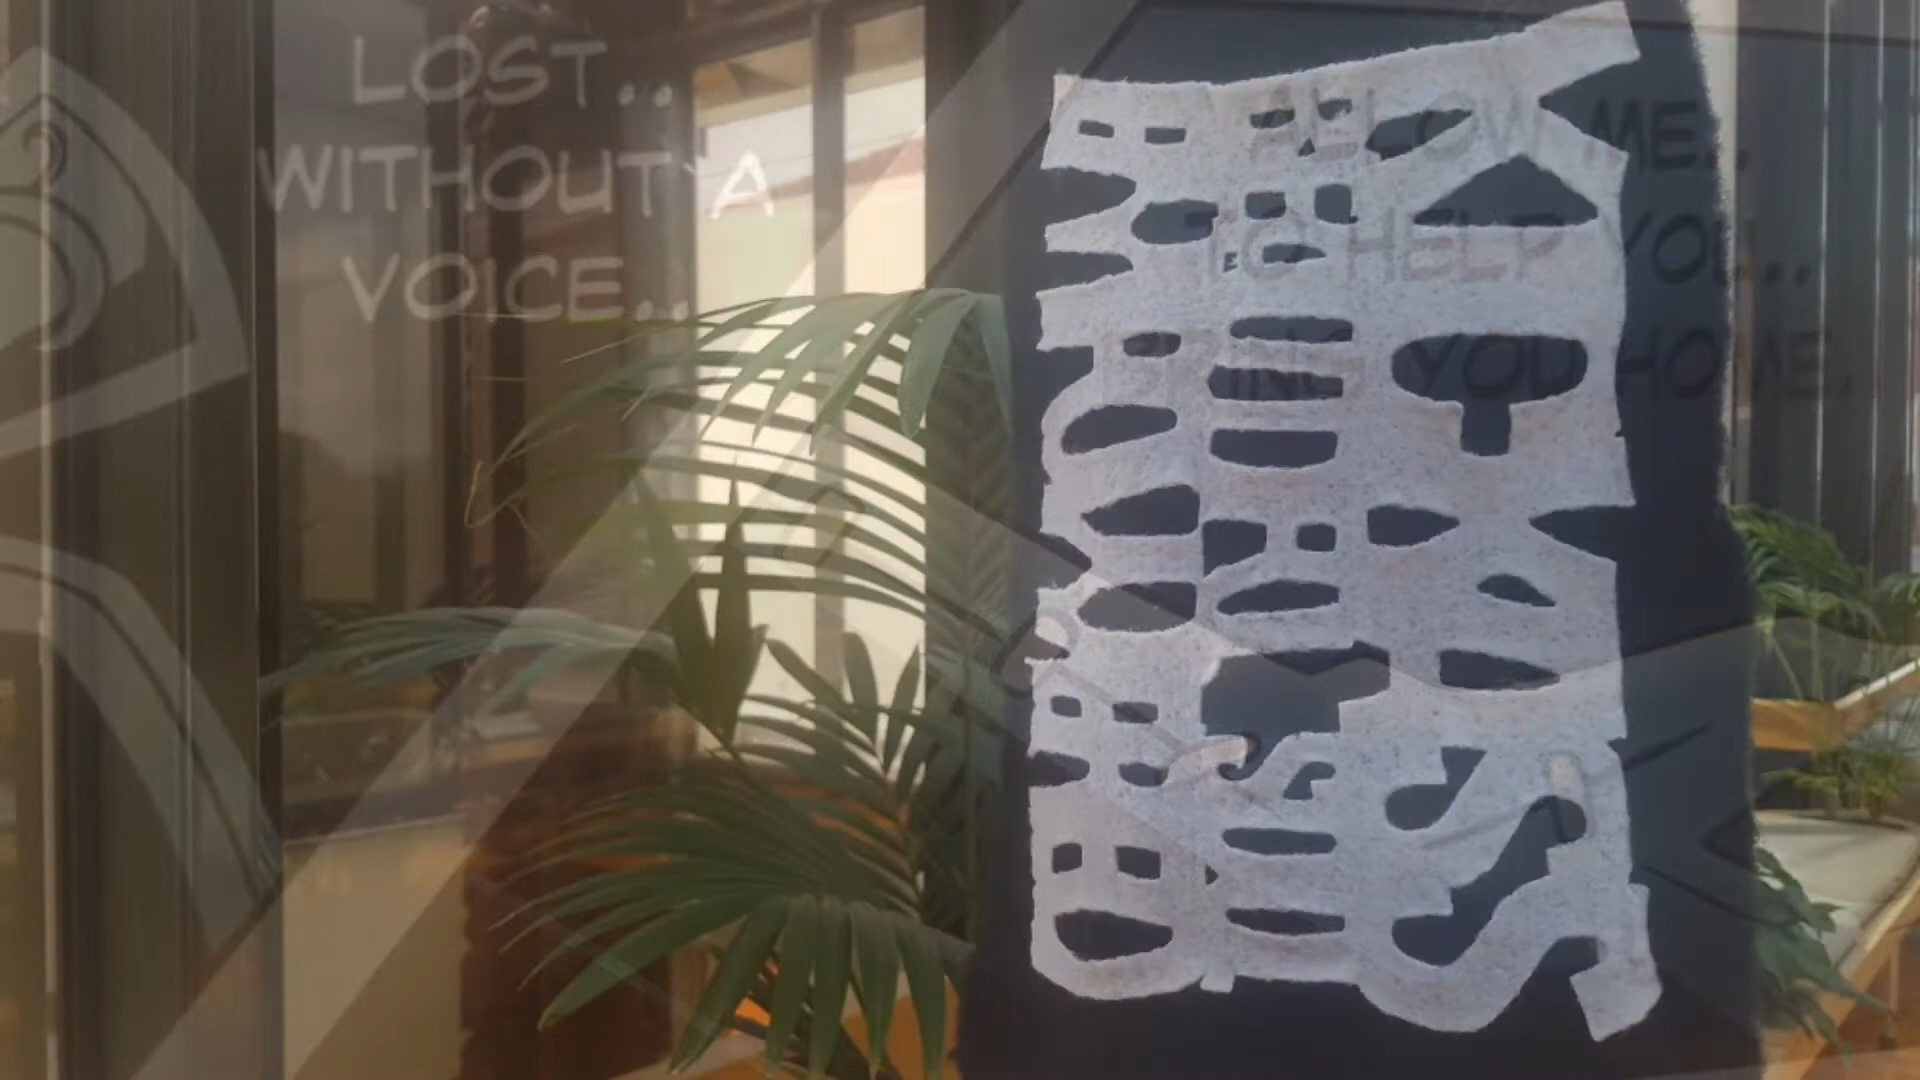 LOST..
WITHOUT A
VOICE..
ALLOW ME..
TO HELP YOU..
BRING YOU HOME.